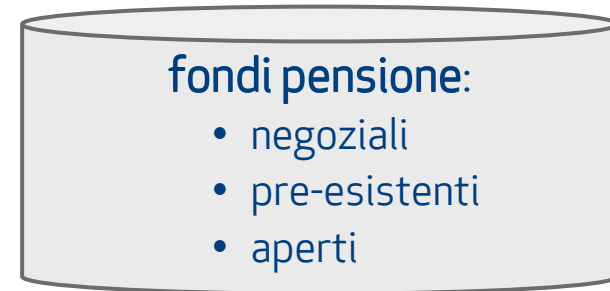 fondi pensione:
• negoziali
• pre-esistenti
• aperti